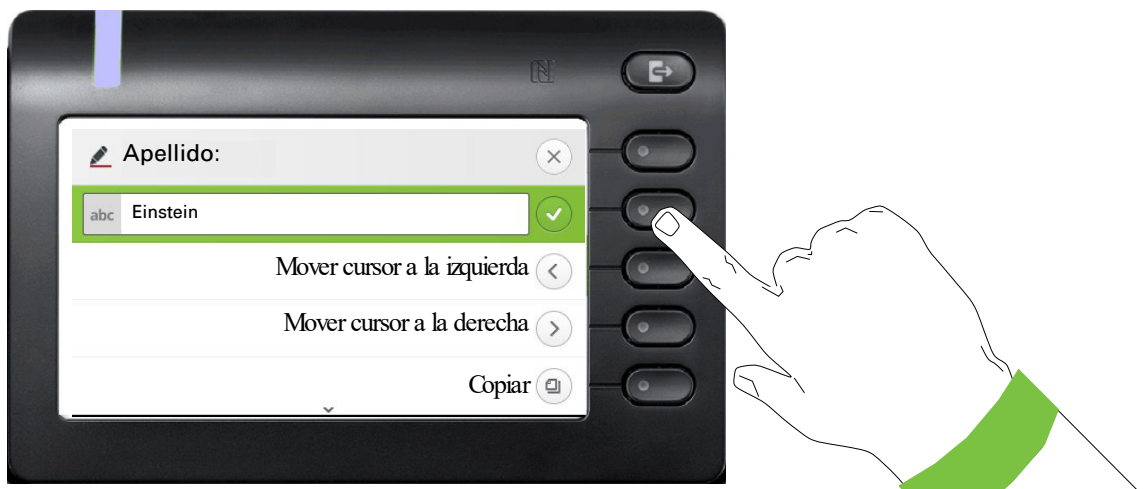 Apellido:
abc Einstein
Mover cursor a la izquierda
Mover cursor a la derecha
Copiar